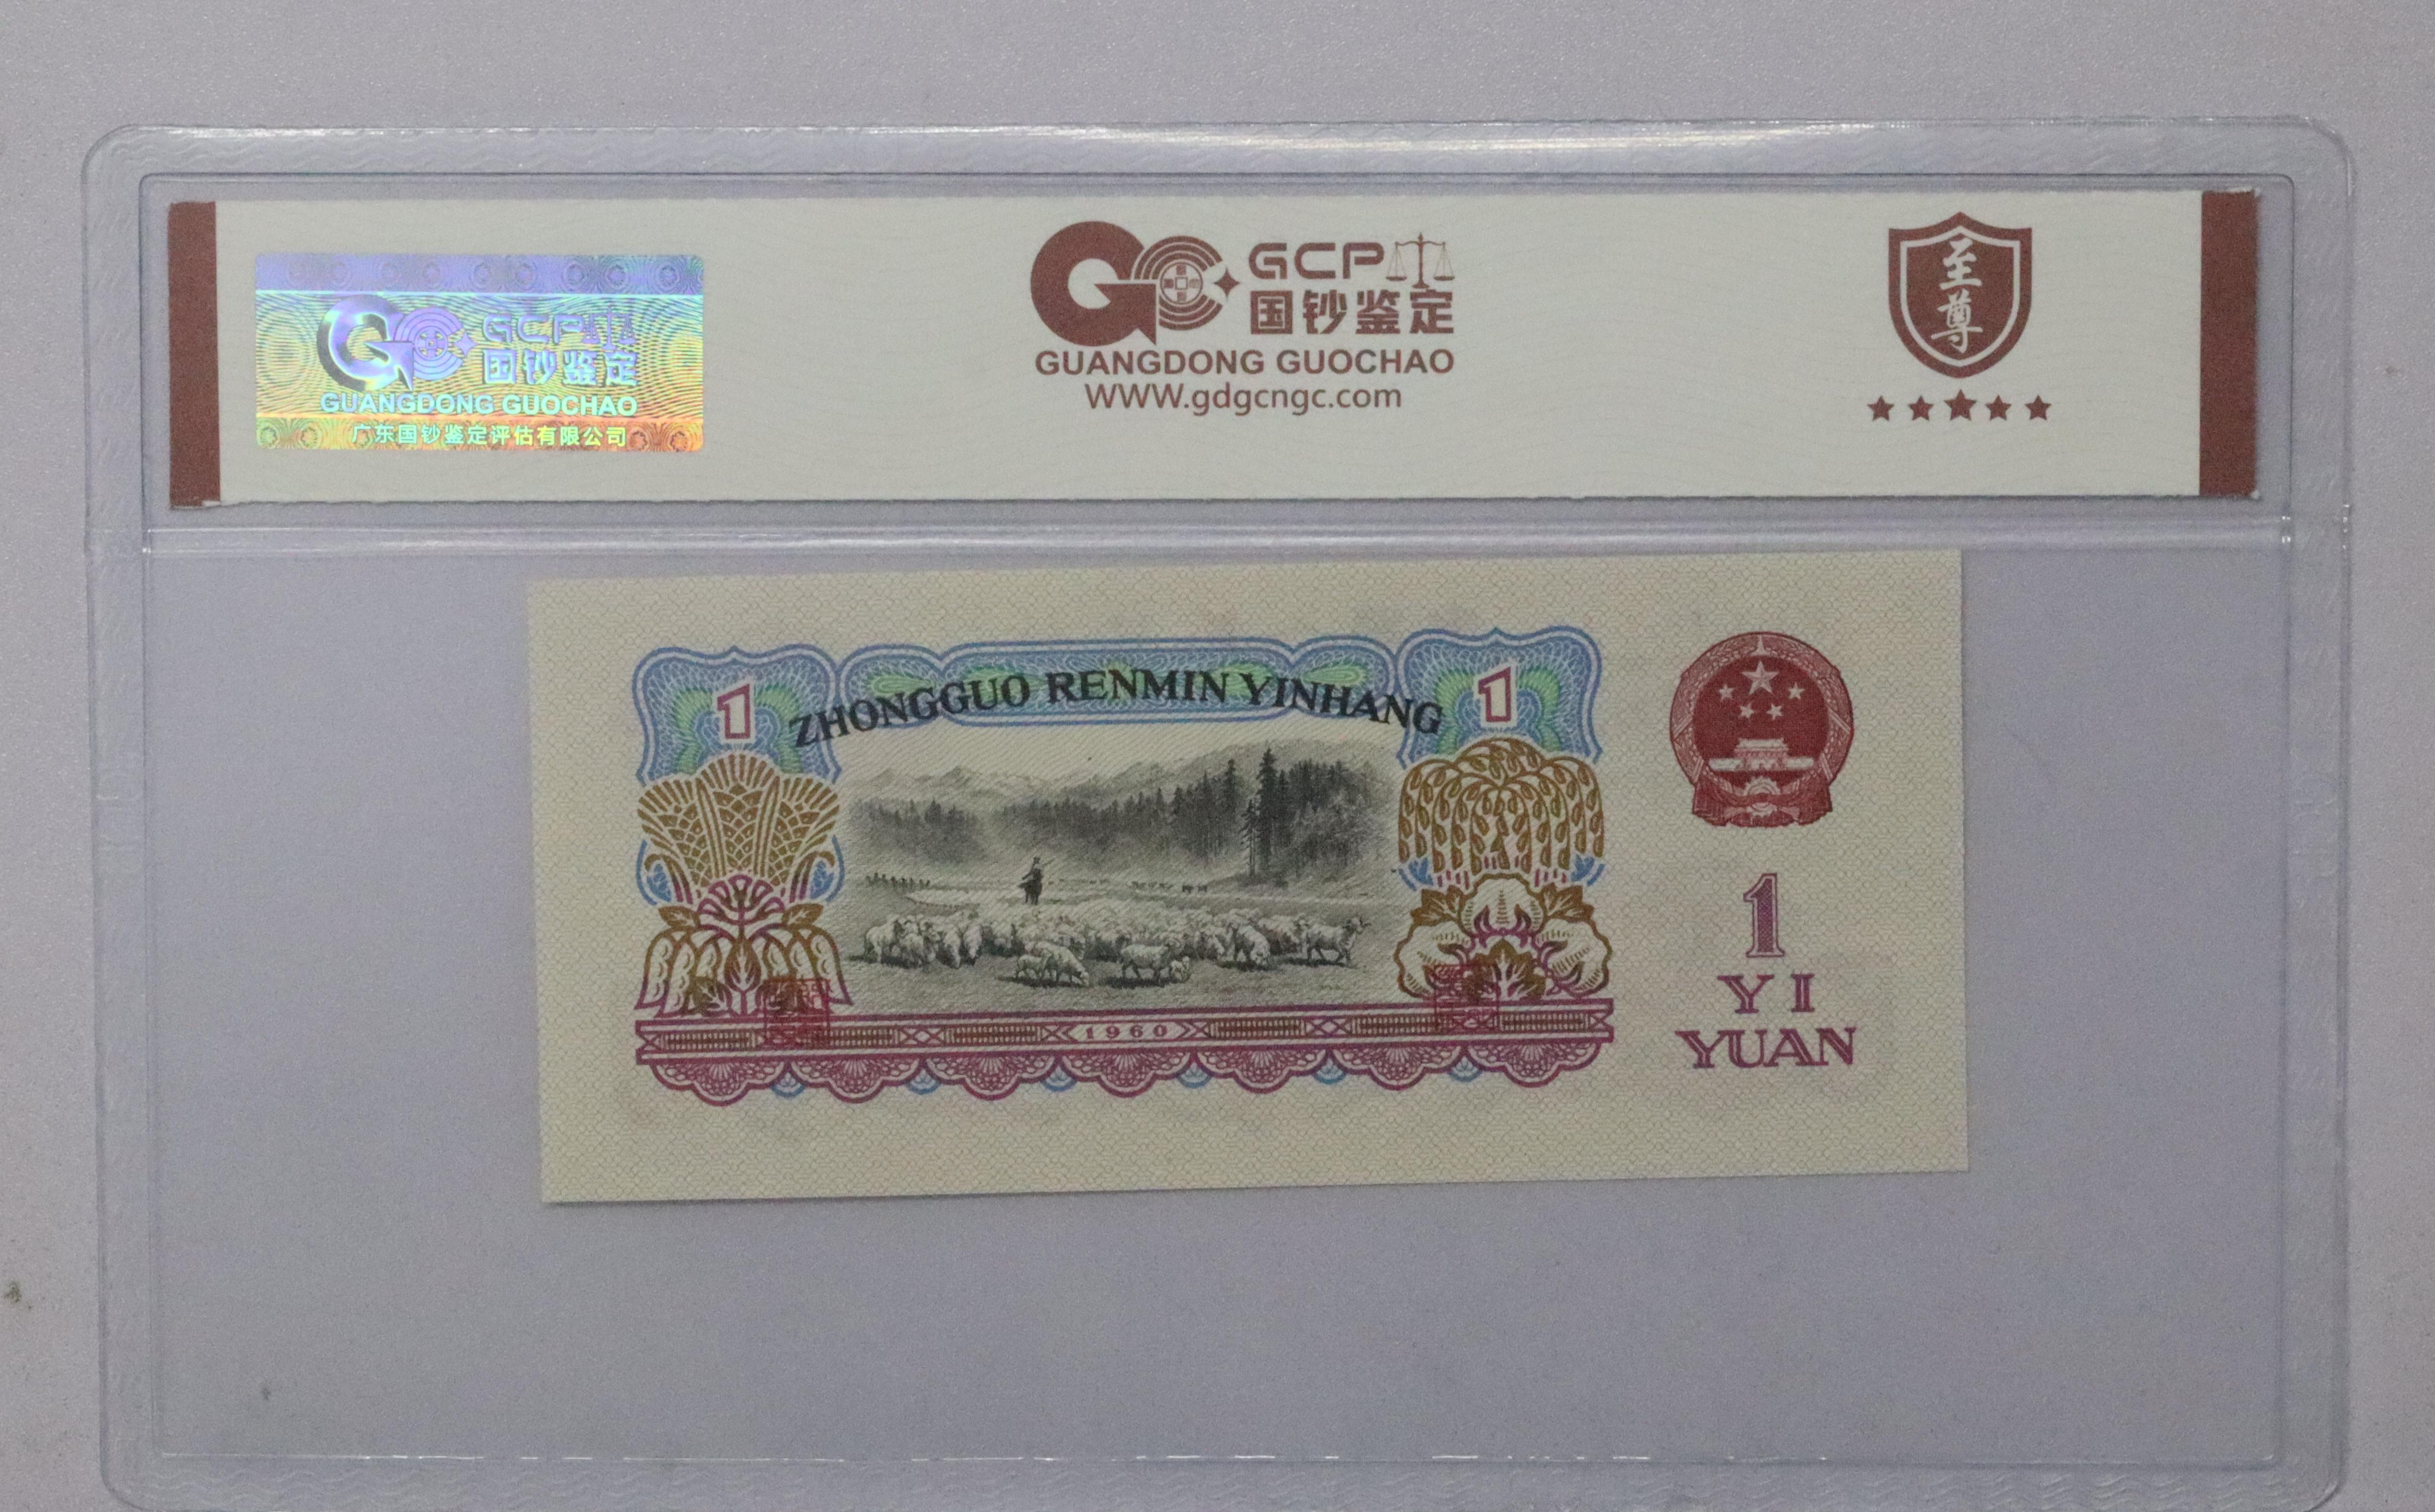 GCP
国钞鉴定
GUANGDONG GUOCHAO
广东国钞鉴定评估有限公司
GCP
国钞鉴定
GUANGDONG GUOCHAO
WWW.gdgcngc.com
至尊
1
ZHONGGUO RENMIN YINHANG
1
1960
1
YI
YUAN